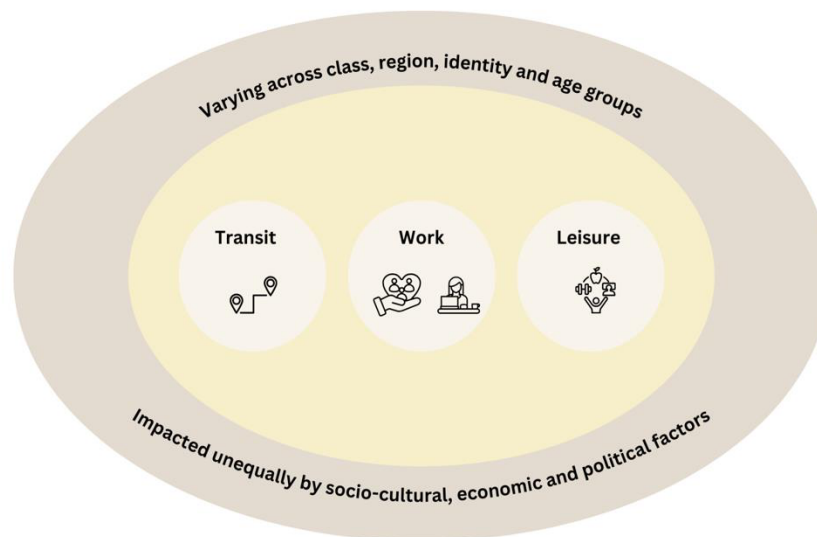 Varying across class, region, identity and age groups
Transit
Work
Leisure
Impacted unequally by socio-cultural, economic and political factors